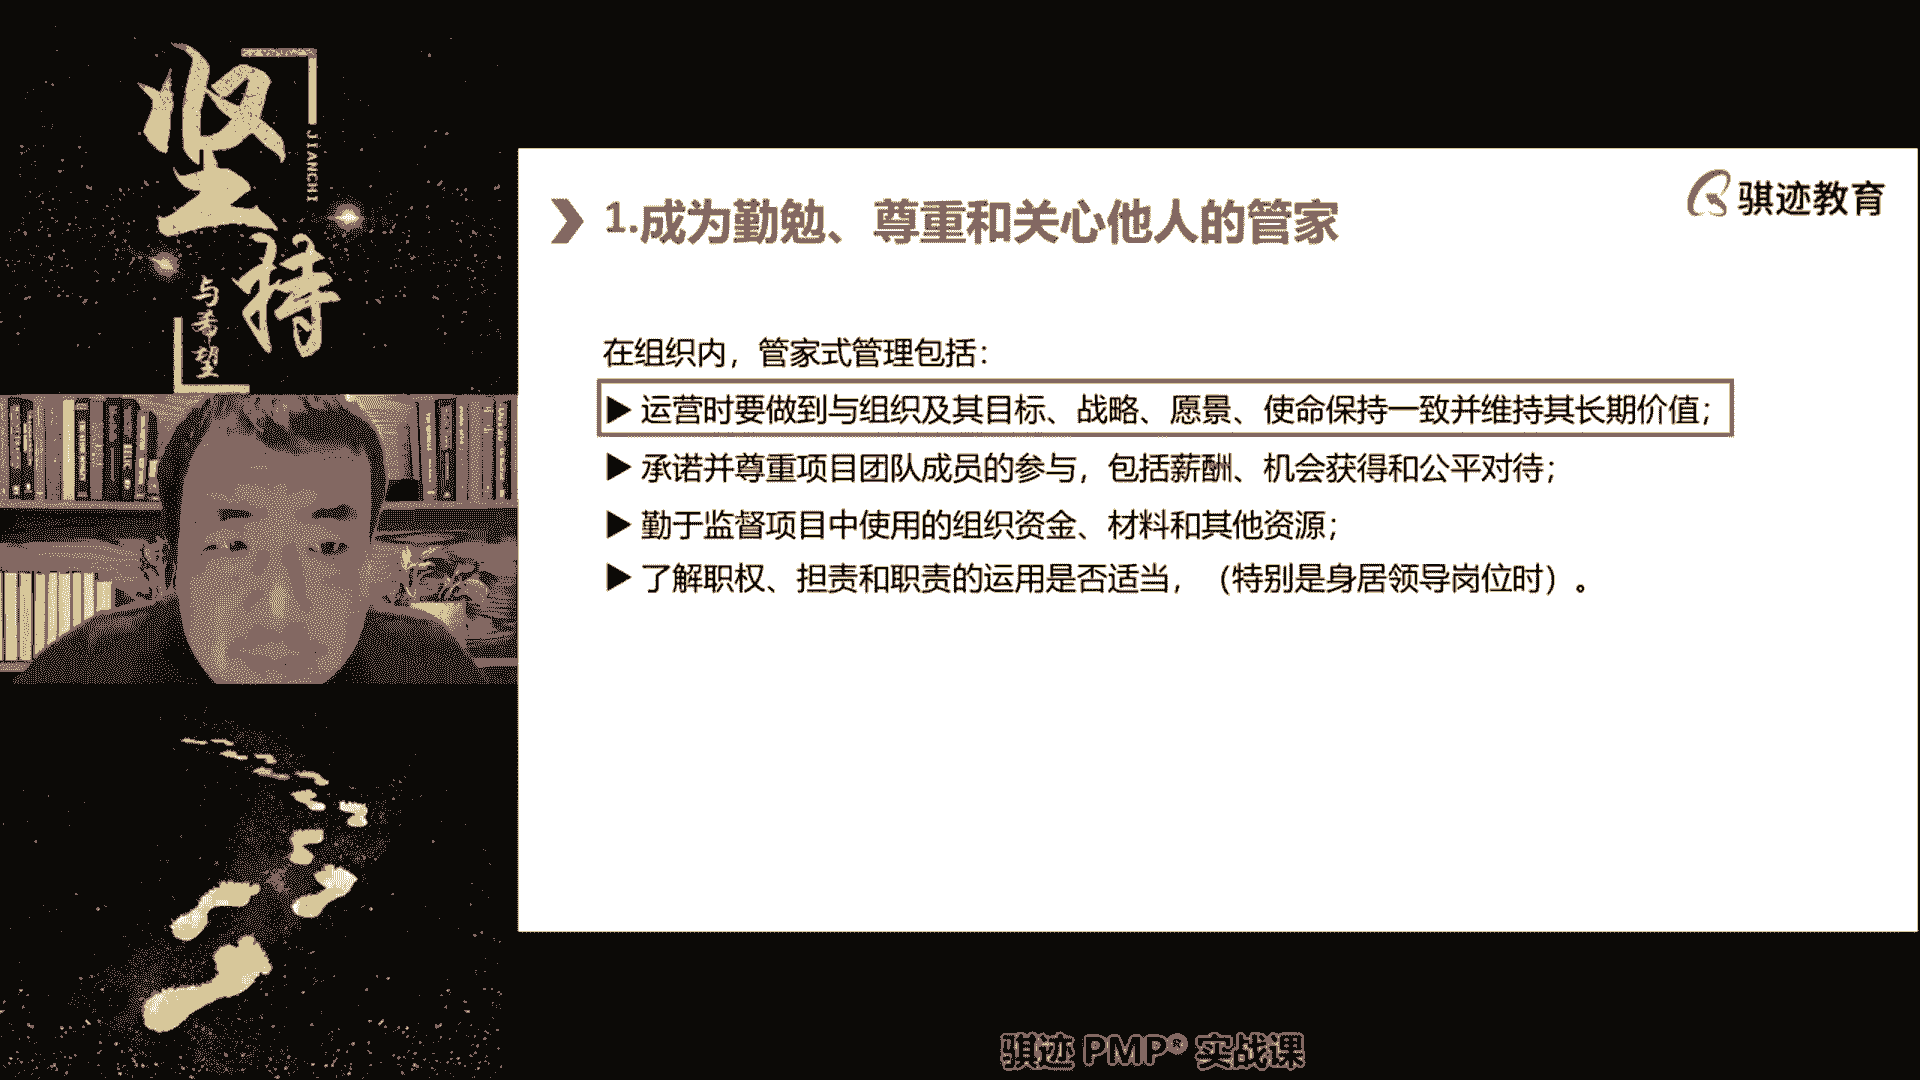 坚持
JIANCHI
与希望
骐迹教育
1.成为勤勉、尊重和关心他人的管家
在组织内，管家式管理包括：
▶ 运营时要做到与组织及其目标、战略、愿景、使命保持一致并维持其长期价值；
▶ 承诺并尊重项目团队成员的参与，包括薪酬、机会获得和公平对待；
▶ 勤于监督项目中使用的组织资金、材料和其他资源；
▶ 了解职权、担责和职责的运用是否适当，（特别是身居领导岗位时）。
骐迹 PMP® 实战课